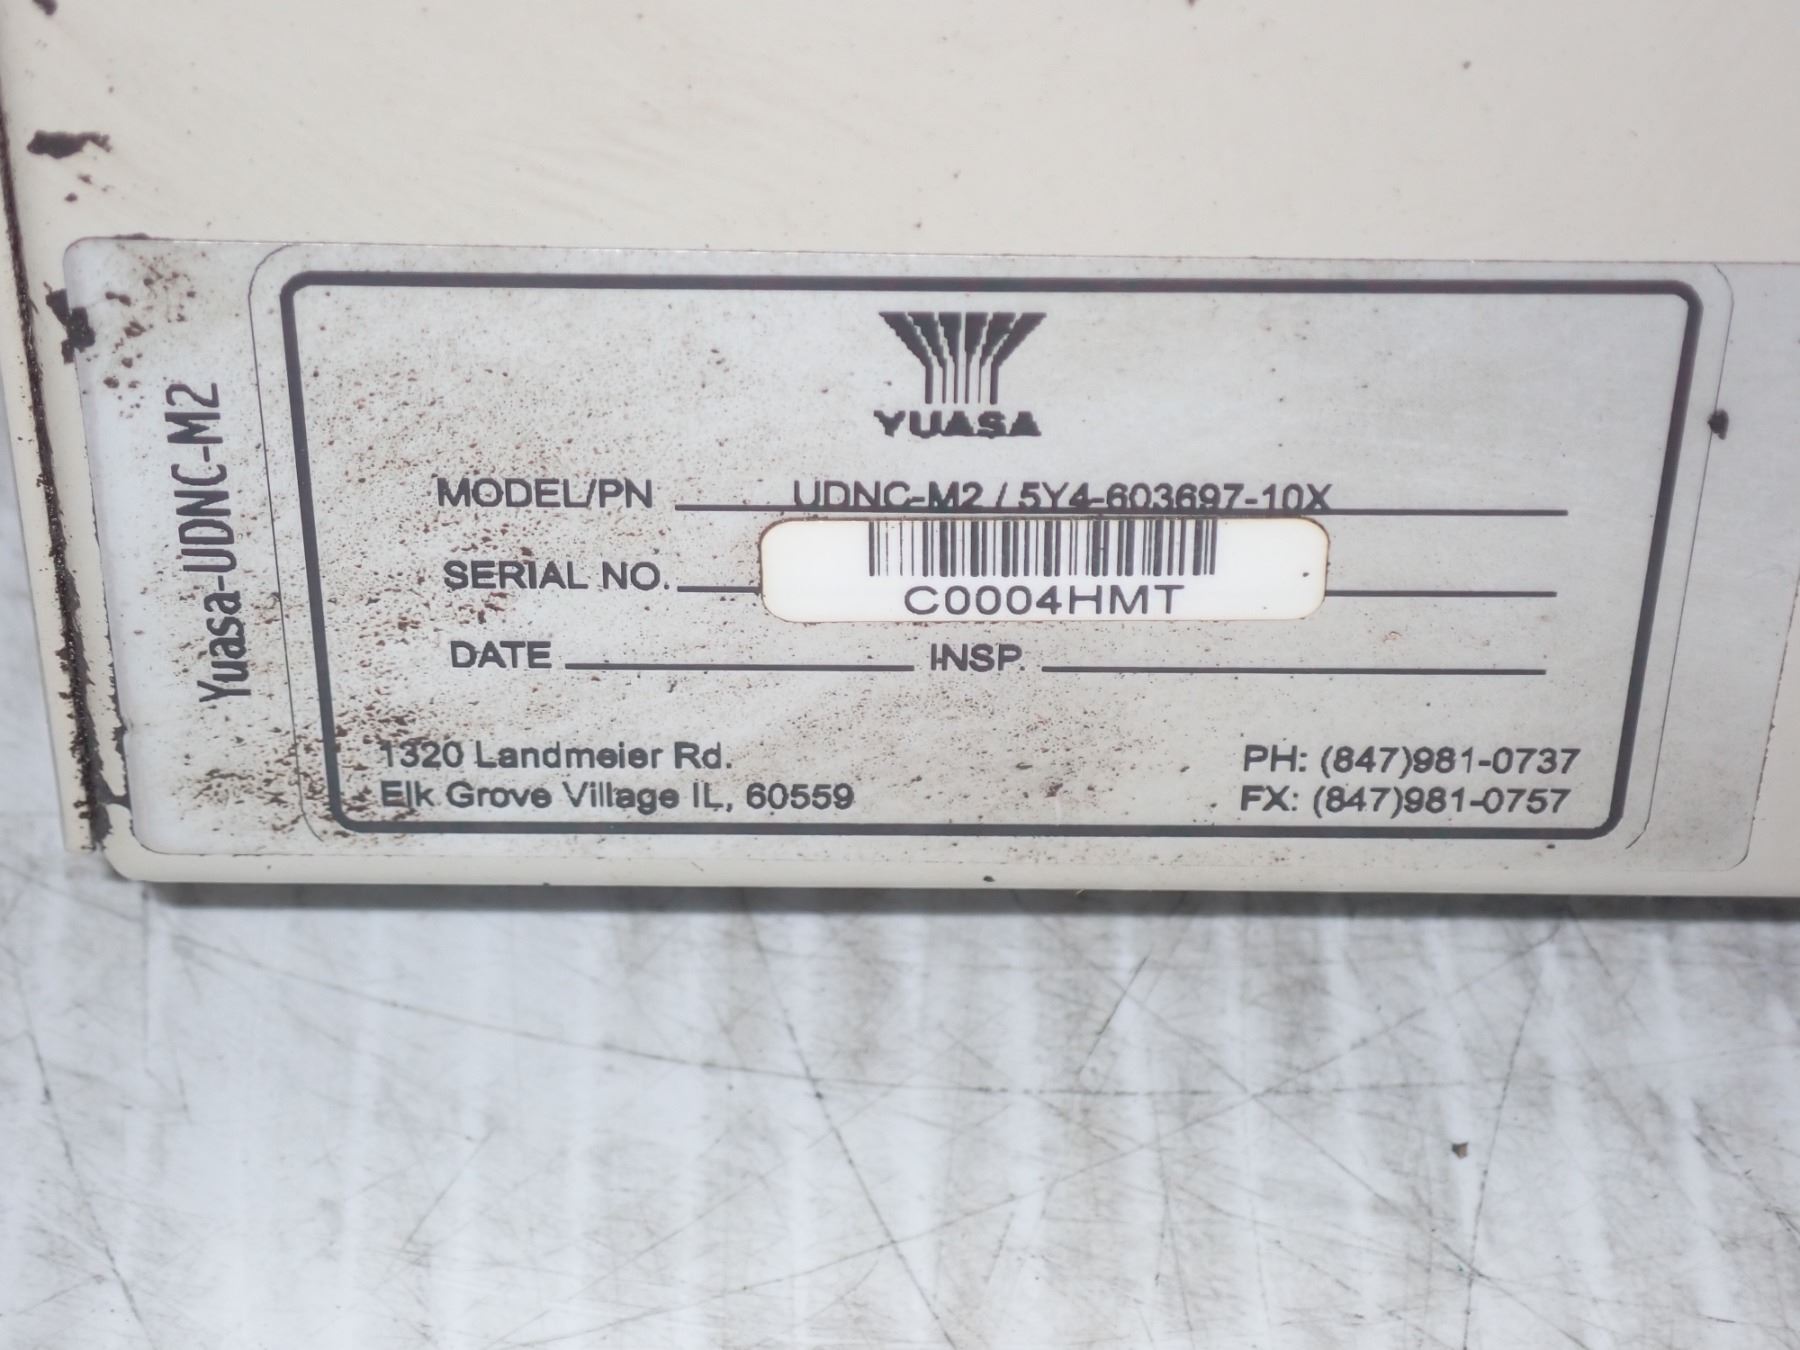 Yuasa-UDNC-M2
YUASA
MODEL/PN UDNC-M2 / 5Y4-603697-10X
SERIAL NO. C0004HMT
DATE INSP.
1320 Landmeier Rd. PH: (847)981-0737
Elk Grove Village IL, 60559 FX: (847)981-0757